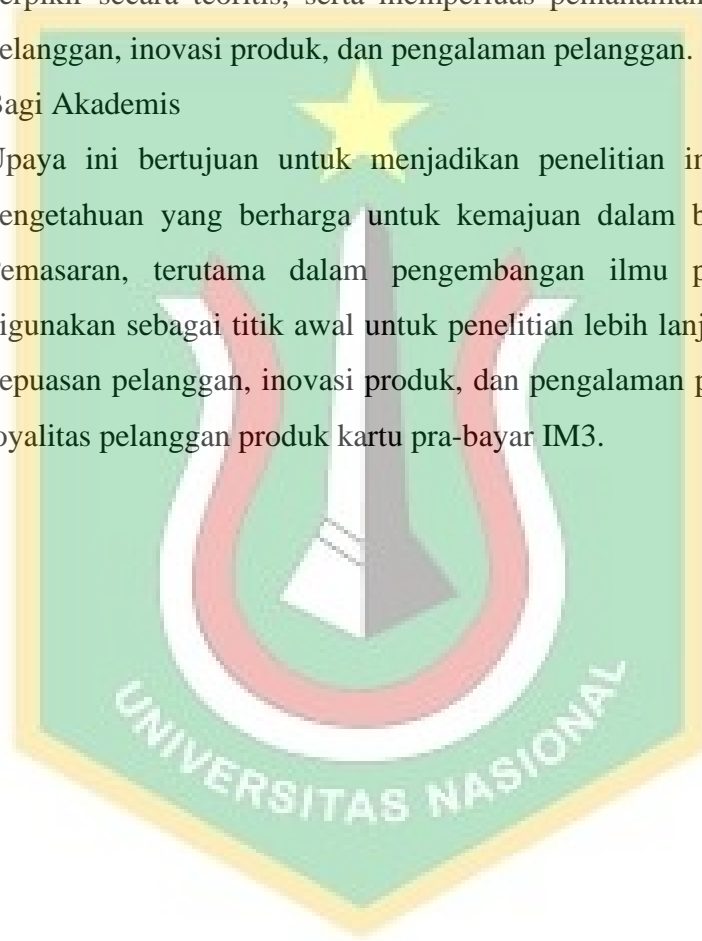 erpikir secara teoritis, serta memperluas pemahaman
elanggan, inovasi produk, dan pengalaman pelanggan.
Bagi Akademis
Upaya ini bertujuan untuk menjadikan penelitian in
engetahuan yang berharga untuk kemajuan dalam b
emasaran, terutama dalam pengembangan ilmu p
igunakan sebagai titik awal untuk penelitian lebih lanj
epuasan pelanggan, inovasi produk, dan pengalaman p
oyalitas pelanggan produk kartu pra-bayar IM3.
UNIVERSITAS NASIONAL